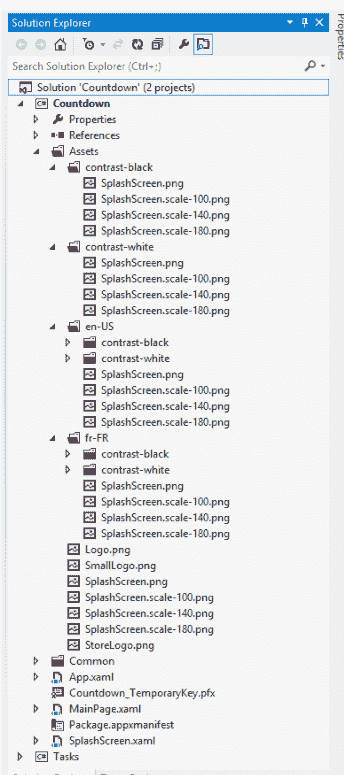 Solution Explorer
Properties
Search Solution Explorer (Ctrl+;)
Solution 'Countdown' (2 projects)
C# Countdown
Properties
References
Assets
contrast-black
SplashScreen.png
SplashScreen.scale-100.png
SplashScreen.scale-140.png
SplashScreen.scale-180.png
contrast-white
SplashScreen.png
SplashScreen.scale-100.png
SplashScreen.scale-140.png
SplashScreen.scale-180.png
en-US
contrast-black
contrast-white
SplashScreen.png
SplashScreen.scale-100.png
SplashScreen.scale-140.png
SplashScreen.scale-180.png
fr-FR
contrast-black
contrast-white
SplashScreen.png
SplashScreen.scale-100.png
SplashScreen.scale-140.png
SplashScreen.scale-180.png
Logo.png
SmallLogo.png
SplashScreen.png
SplashScreen.scale-100.png
SplashScreen.scale-140.png
SplashScreen.scale-180.png
StoreLogo.png
Common
App.xaml
Countdown_TemporaryKey.pfx
MainPage.xaml
Package.appxmanifest
SplashScreen.xaml
C# Tasks